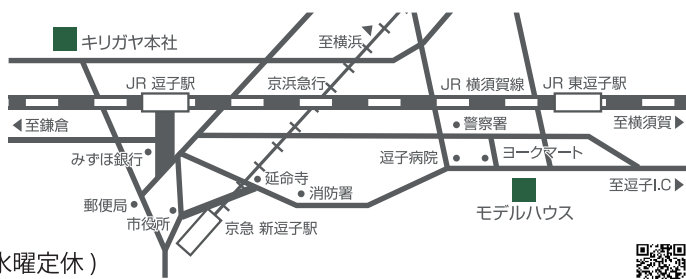 キリガヤ本社
至横浜
JR 逗子駅
京浜急行
JR 横須賀線
JR 東逗子駅
至鎌倉
警察署
至横須賀
みずほ銀行
逗子病院
ヨークマート
延命寺
消防署
至逗子I.C
郵便局
市役所
モデルハウス
京急 新逗子駅
水曜定休)